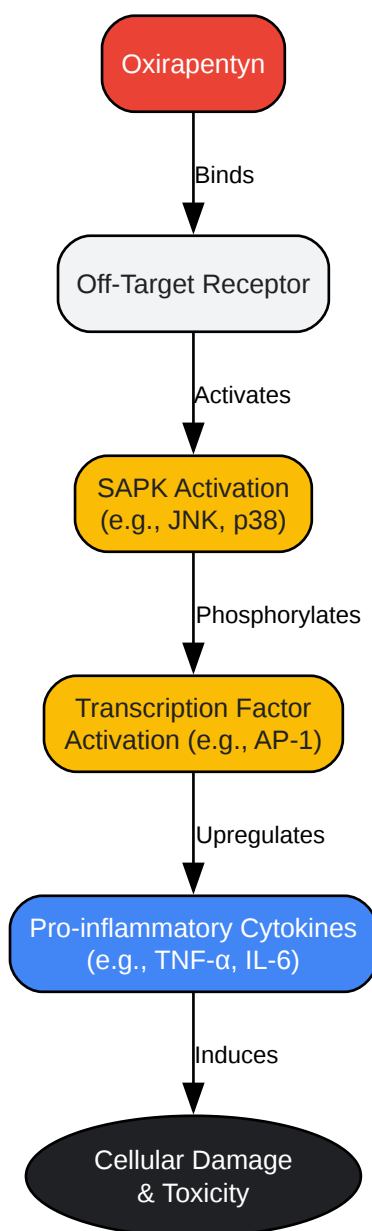 Oxirapentyn
Binds
Off-Target Receptor
Activates
SAPK Activation
(e.g., JNK, p38)
Phosphorylates
Transcription Factor
Activation (e.g., AP-1)
Upregulates
Pro-inflammatory Cytokines
(e.g., TNF-α, IL-6)
Induces
Cellular Damage
& Toxicity